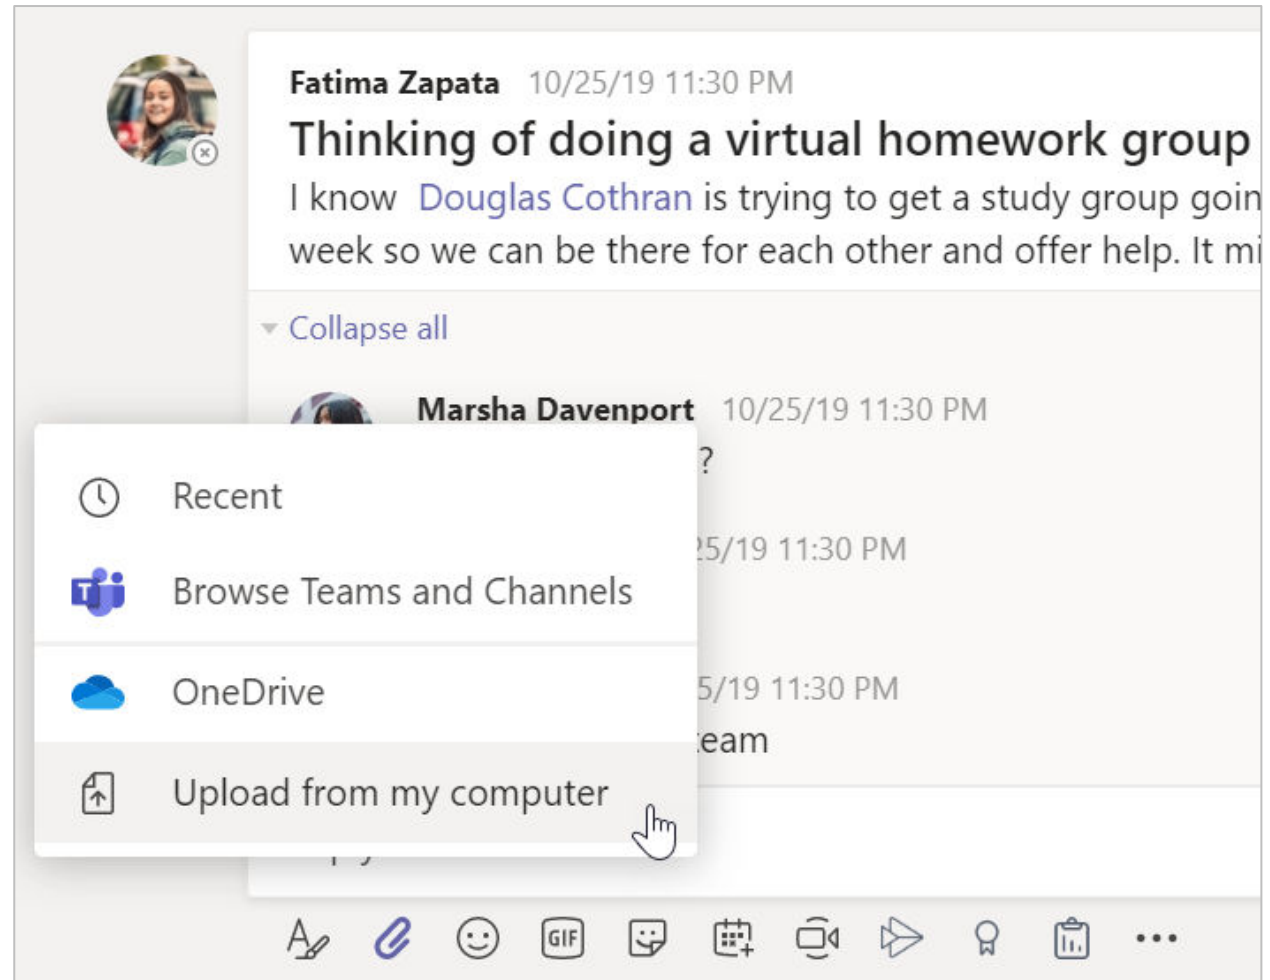 Fatima Zapata 10/25/19 11:30 PM
Thinking of doing a virtual homework group
I know Douglas Cothran is trying to get a study group goin
week so we can be there for each other and offer help. It mi
Collapse all
Marsha Davenport 10/25/19 11:30 PM
?
Recent
25/19 11:30 PM
Browse Teams and Channels
OneDrive
5/19 11:30 PM
team
Upload from my computer
GIF